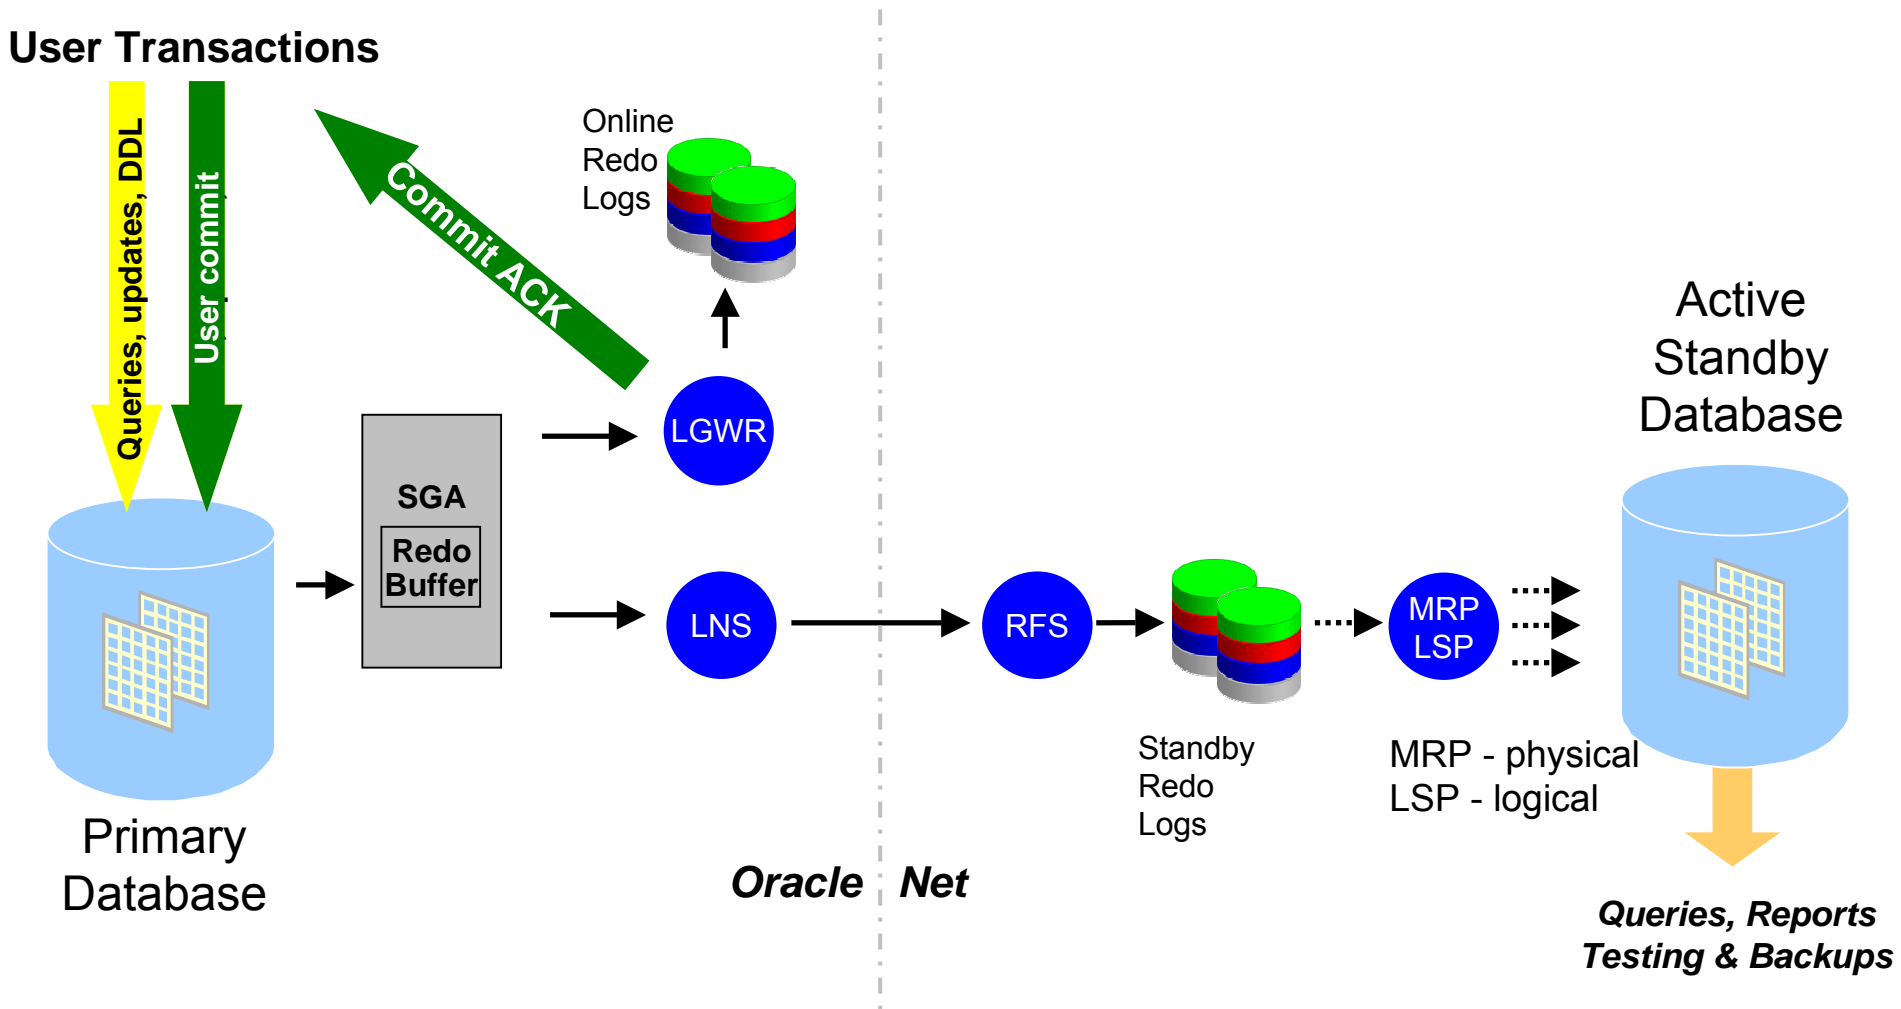 User Transactions
Queries, updates, DDL
User commit
Commit ACK
Online
Redo
Logs
LGWR
SGA
Redo
Buffer
LNS
RFS
MRP
LSP
Active
Standby
Database
Standby
Redo
Logs
MRP - physical
LSP - logical
Primary
Database
Oracle Net
Queries, Reports
Testing & Backups